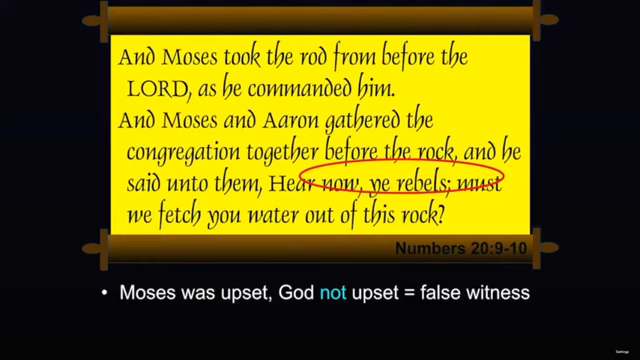 And Moses took the rod from before the
LORD, as he commanded him.
And Moses and Aaron gathered the
congregation together before the rock, and he
said unto them, Hear now, ye rebels; must
we fetch you water out of this rock?
Numbers 20:9-10
• Moses was upset, God not upset = false witness
Settings